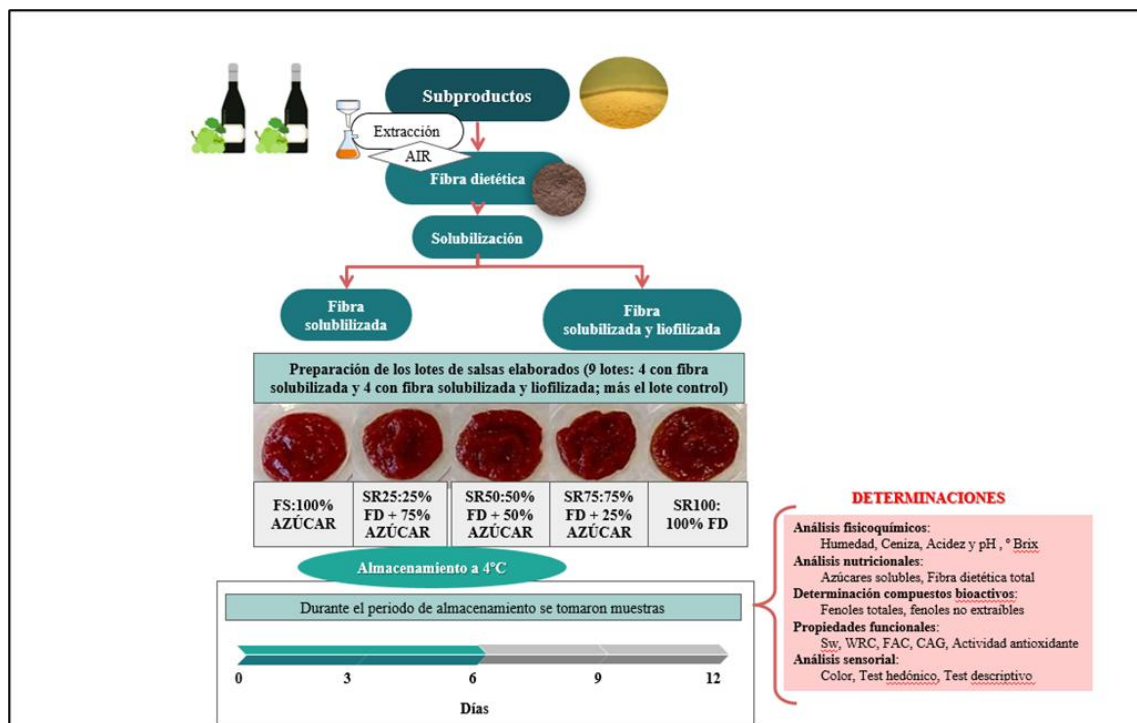 Subproductos
Extracción
AIR
Fibra dietética
Solubilización
Fibra
solublilizada
Fibra
solubilizada y liofilizada
Preparación de los lotes de salsas elaborados (9 lotes: 4 con fibra
solubilizada y 4 con fibra solubilizada y liofilizada; más el lote control)
FS:100%
AZÚCAR
SR25:25%
FD + 75%
AZÚCAR
SR50:50%
FD + 50%
AZÚCAR
SR75:75%
FD + 25%
AZÚCAR
SR100:
100% FD
Almacenamiento a 4ºC
Durante el periodo de almacenamiento se tomaron muestras
0 3 6 9 12
Días
DETERMINACIONES
Análisis fisicoquímicos:
Humedad, Ceniza, Acidez y pH , º Brix
Análisis nutricionales:
Azúcares solubles, Fibra dietética total
Determinación compuestos bioactivos:
Fenoles totales, fenoles no extraíbles
Propiedades funcionales:
Sw, WRC, FAC, CAG, Actividad antioxidante
Análisis sensorial:
Color, Test hedónico, Test descriptivo